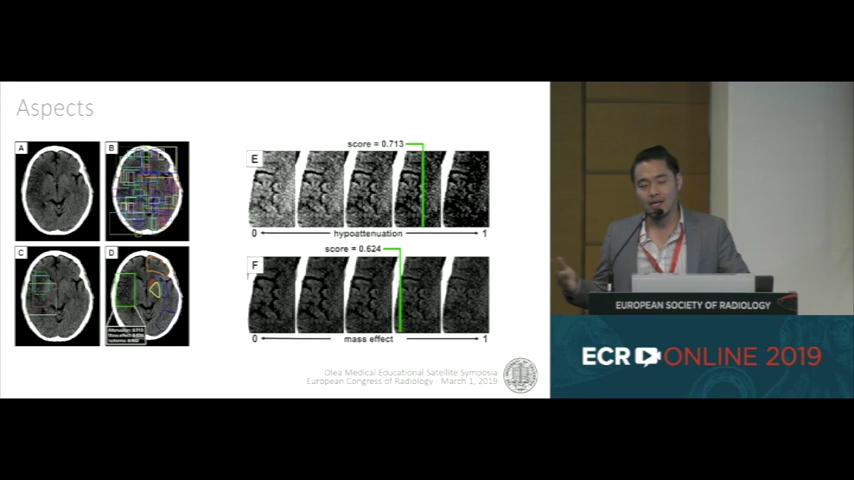 Aspects
A
B
C
D
E
score = 0.713
0
hypoattenuation
1
score = 0.624
F
0
mass effect
1
Olea Medical Educational Satellite Symposia
European Congress of Radiology - March 1, 2019
EUROPEAN SOCIETY OF RADIOLOGY
ECR ONLINE 2019